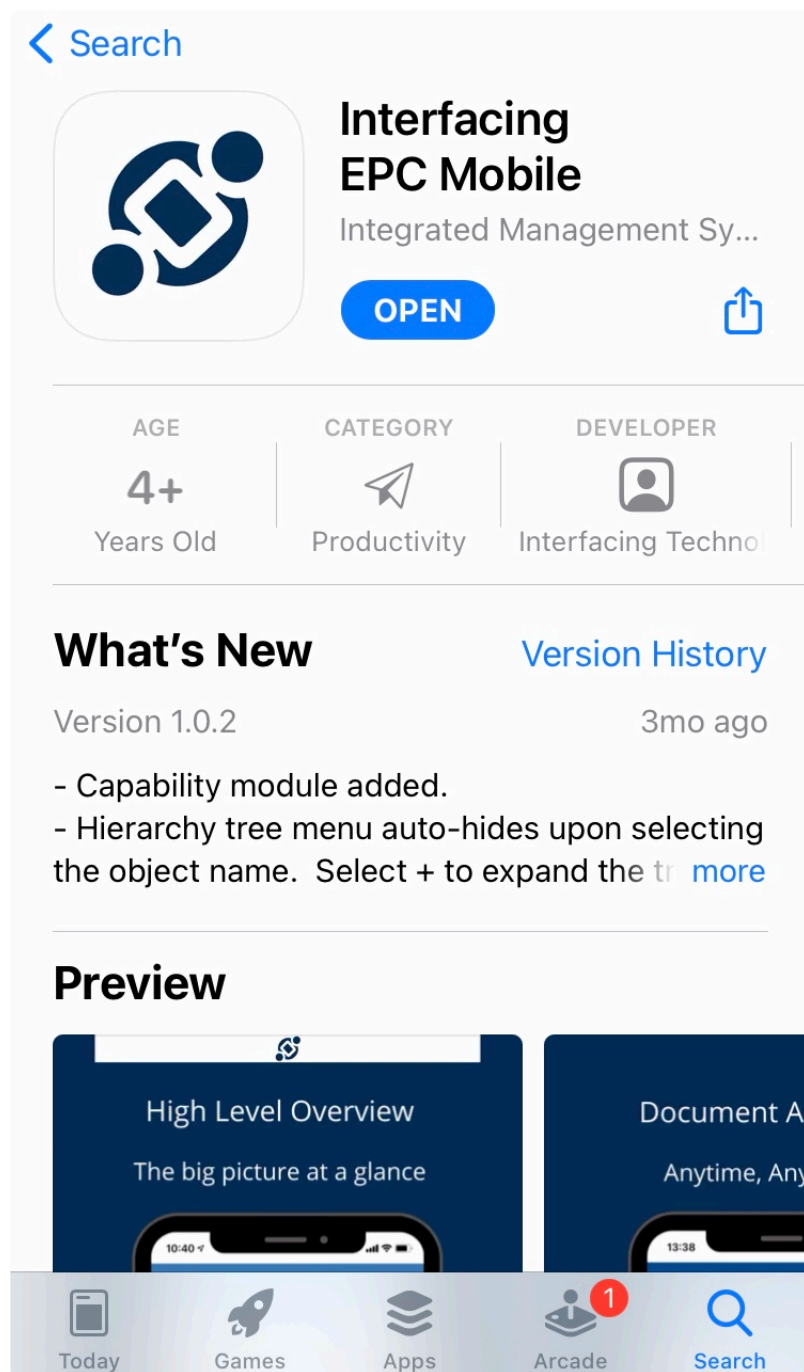 Search
Interfacing
EPC Mobile
Integrated Management Sy...
OPEN
AGE
4+
Years Old
CATEGORY
Productivity
DEVELOPER
Interfacing Techno
What's New
Version History
Version 1.0.2
3mo ago
- Capability module added.
- Hierarchy tree menu auto-hides upon selecting
the object name.  Select + to expand the tr more
Preview
High Level Overview
The big picture at a glance
10:40
Document A
Anytime, Any
13:38
1
Today
Games
Apps
Arcade
Search